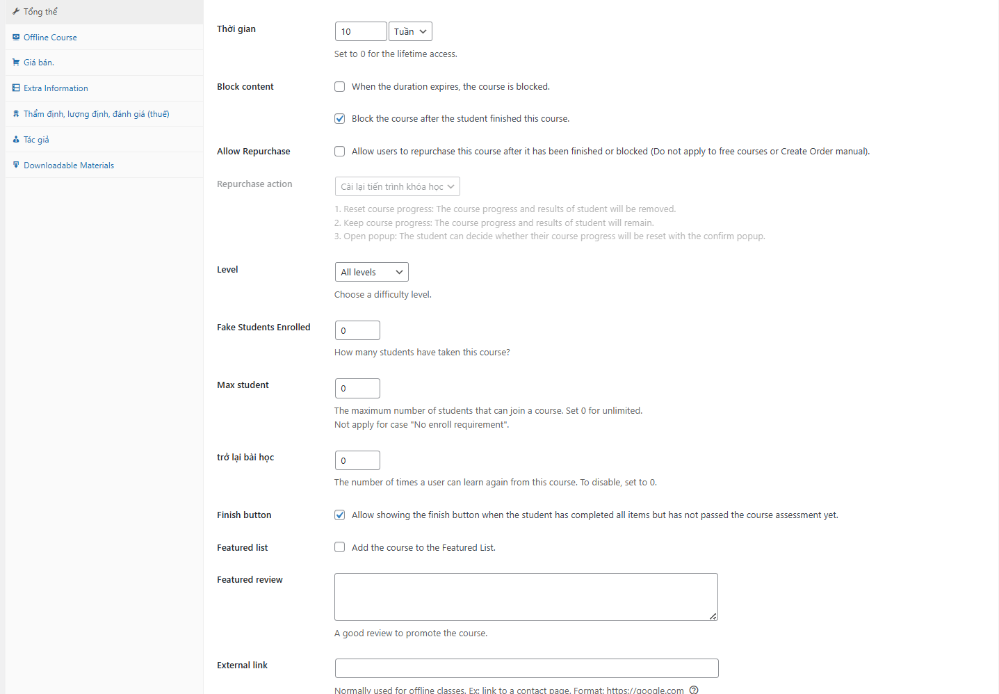 Tổng thể
Offline Course
Giá bán.
Extra Information
Thẩm định, lượng định, đánh giá (thuế)
Tác giả
Downloadable Materials
Thời gian
10 Tuần
Set to 0 for the lifetime access.
Block content
When the duration expires, the course is blocked.
Block the course after the student finished this course.
Allow Repurchase
Allow users to repurchase this course after it has been finished or blocked (Do not apply to free courses or Create Order manual).
Repurchase action
Cài lại tiến trình khóa học
1. Reset course progress: The course progress and results of student will be removed.
2. Keep course progress: The course progress and results of student will remain.
3. Open popup: The student can decide whether their course progress will be reset with the confirm popup.
Level
All levels
Choose a difficulty level.
Fake Students Enrolled
0
How many students have taken this course?
Max student
0
The maximum number of students that can join a course. Set 0 for unlimited.
Not apply for case "No enroll requirement".
trở lại bài học
0
The number of times a user can learn again from this course. To disable, set to 0.
Finish button
Allow showing the finish button when the student has completed all items but has not passed the course assessment yet.
Featured list
Add the course to the Featured List.
Featured review
A good review to promote the course.
External link
Normally used for offline classes. Ex: link to a contact page. Format: https://google.com